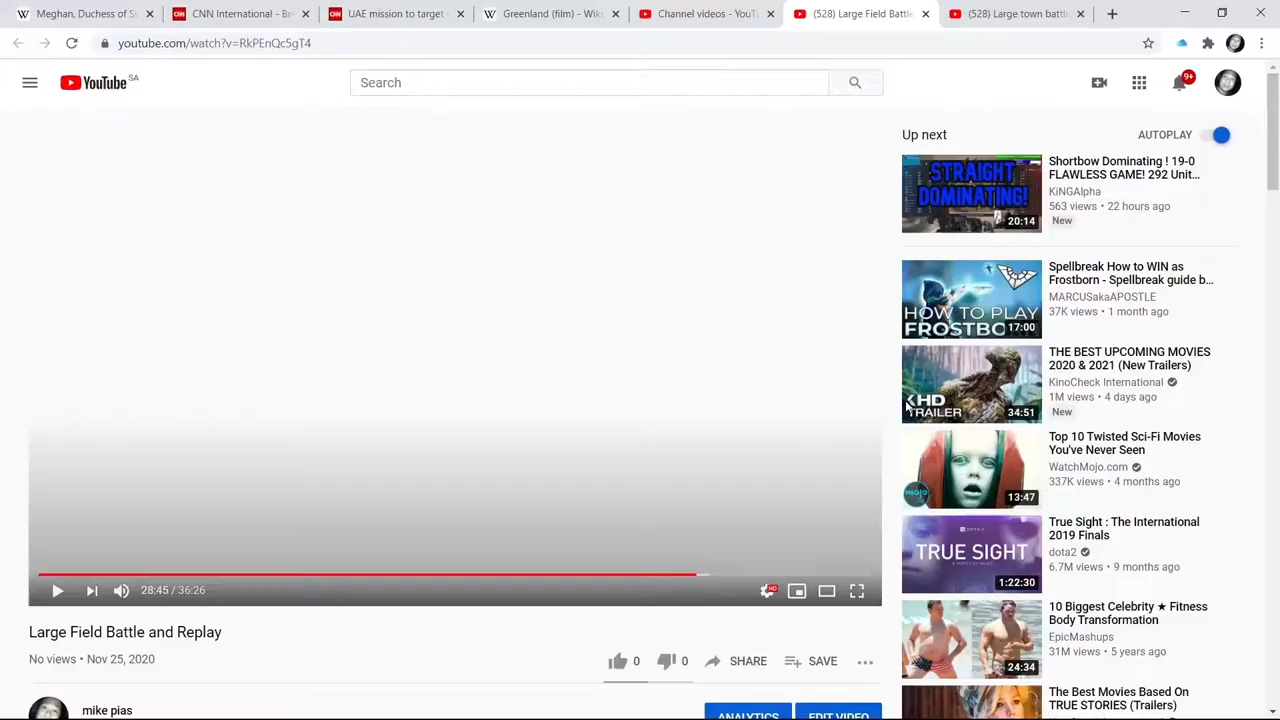 Meghan, Duchess of S
CNN International - Bre
UAE mission to target
Greenland (film) - Wik
Channel videos - YouTu
(528) Large Field Battle
(528) Large town battle
youtube.com/watch?v=RkPEnQc5gT4
YouTube SA
Search
9+
Up next
AUTOPLAY
STRAIGHT
DOMINATING!
20:14
Shortbow Dominating ! 19-0
FLAWLESS GAME! 292 Unit...
KiNGAlpha
563 views • 22 hours ago
New
HOW TO PLAY
FROSTBO
17:00
Spellbreak How to WIN as
Frostborn - Spellbreak guide b...
MARCUSakaAPOSTLE
37K views • 1 month ago
XHD
TRAILER
34:51
THE BEST UPCOMING MOVIES
2020 & 2021 (New Trailers)
KinoCheck International
1M views • 4 days ago
New
MOJO
13:47
Top 10 Twisted Sci-Fi Movies
You've Never Seen
WatchMojo.com
337K views • 4 months ago
TRUE SIGHT
1:22:30
True Sight : The International
2019 Finals
dota2
6.7M views • 9 months ago
24:34
10 Biggest Celebrity ★ Fitness
Body Transformation
EpicMashups
31M views • 5 years ago
The Best Movies Based On
TRUE STORIES (Trailers)
28:45 / 36:26
HD
Large Field Battle and Replay
No views • Nov 25, 2020
0
0
SHARE
SAVE
mike pias
ANALYTICS
EDIT VIDEO